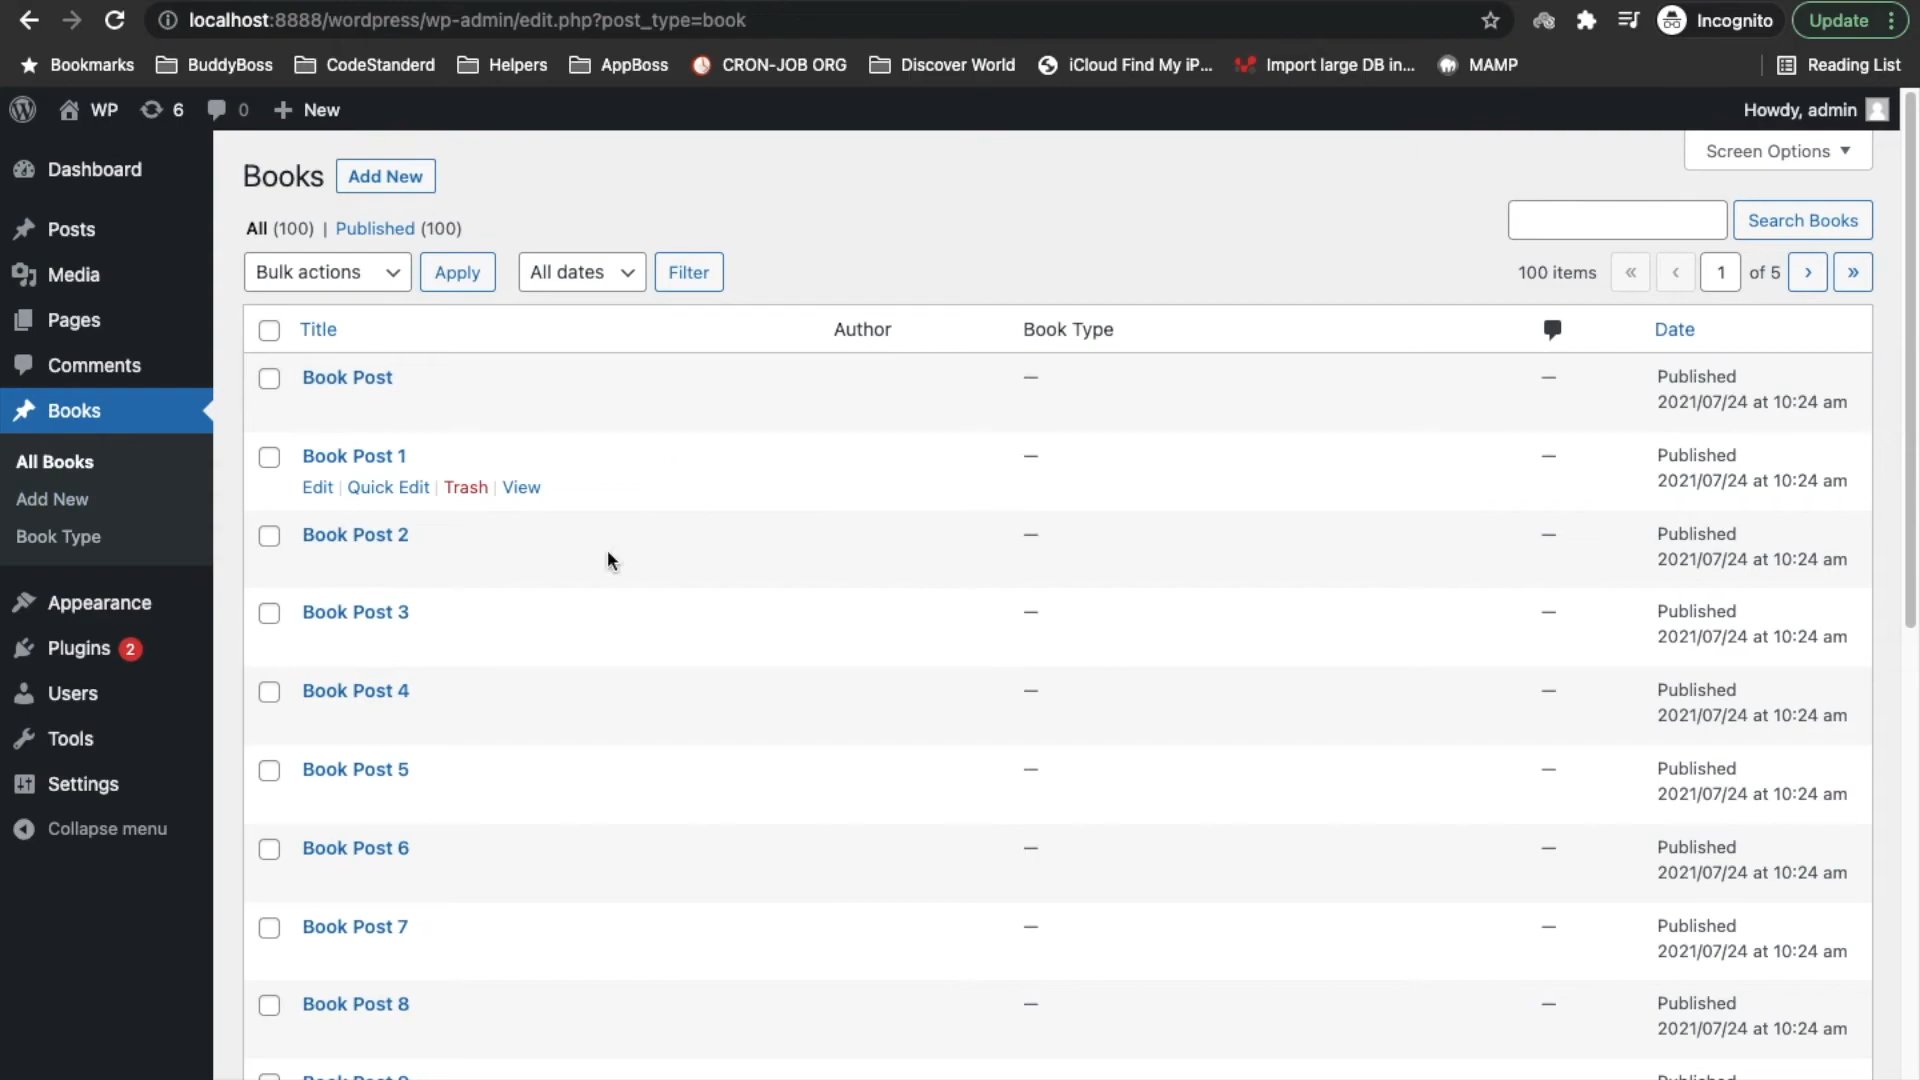 localhost:8888/wordpress/wp-admin/edit.php?post_type=book
Incognito
Update
Bookmarks
BuddyBoss
CodeStanderd
Helpers
AppBoss
CRON-JOB ORG
Discover World
iCloud Find My iP...
Import large DB in...
MAMP
Reading List
WP
6
0
New
Howdy, admin
Dashboard
Posts
Media
Pages
Comments
Books
All Books
Add New
Book Type
Appearance
Plugins 2
Users
Tools
Settings
Collapse menu
Screen Options
Books
Add New
All (100) | Published (100)
Search Books
Bulk actions
Apply
All dates
Filter
100 items « ‹ 1 of 5 › »
Title Author Book Type Date
Book Post — — Published
2021/07/24 at 10:24 am
Book Post 1 — — Published
2021/07/24 at 10:24 am
Edit | Quick Edit | Trash | View
Book Post 2 — — Published
2021/07/24 at 10:24 am
Book Post 3 — — Published
2021/07/24 at 10:24 am
Book Post 4 — — Published
2021/07/24 at 10:24 am
Book Post 5 — — Published
2021/07/24 at 10:24 am
Book Post 6 — — Published
2021/07/24 at 10:24 am
Book Post 7 — — Published
2021/07/24 at 10:24 am
Book Post 8 — — Published
2021/07/24 at 10:24 am